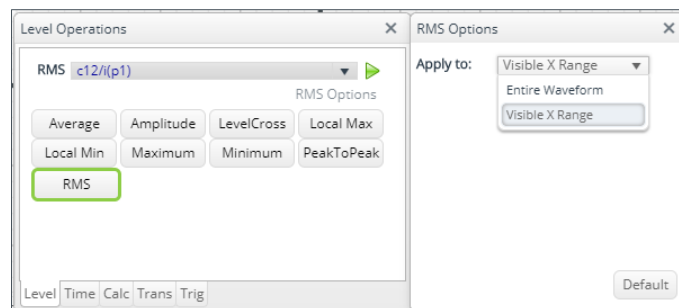 Level Operations
RMS c12/i(p1)
RMS Options
Average Amplitude LevelCross Local Max
Local Min Maximum Minimum PeakToPeak
RMS
Level Time Calc Trans Trig
RMS Options
Apply to: Visible X Range
Entire Waveform
Visible X Range
Default